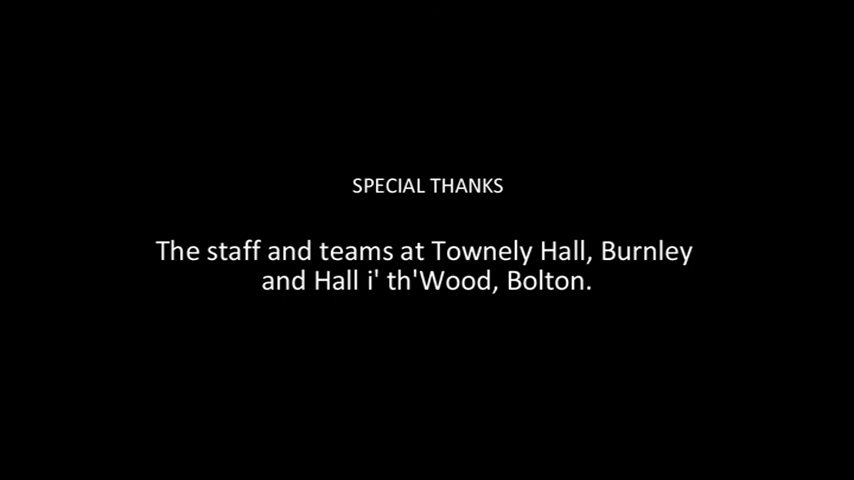 SPECIAL THANKS
The staff and teams at Townely Hall, Burnley
and Hall i' th'Wood, Bolton.